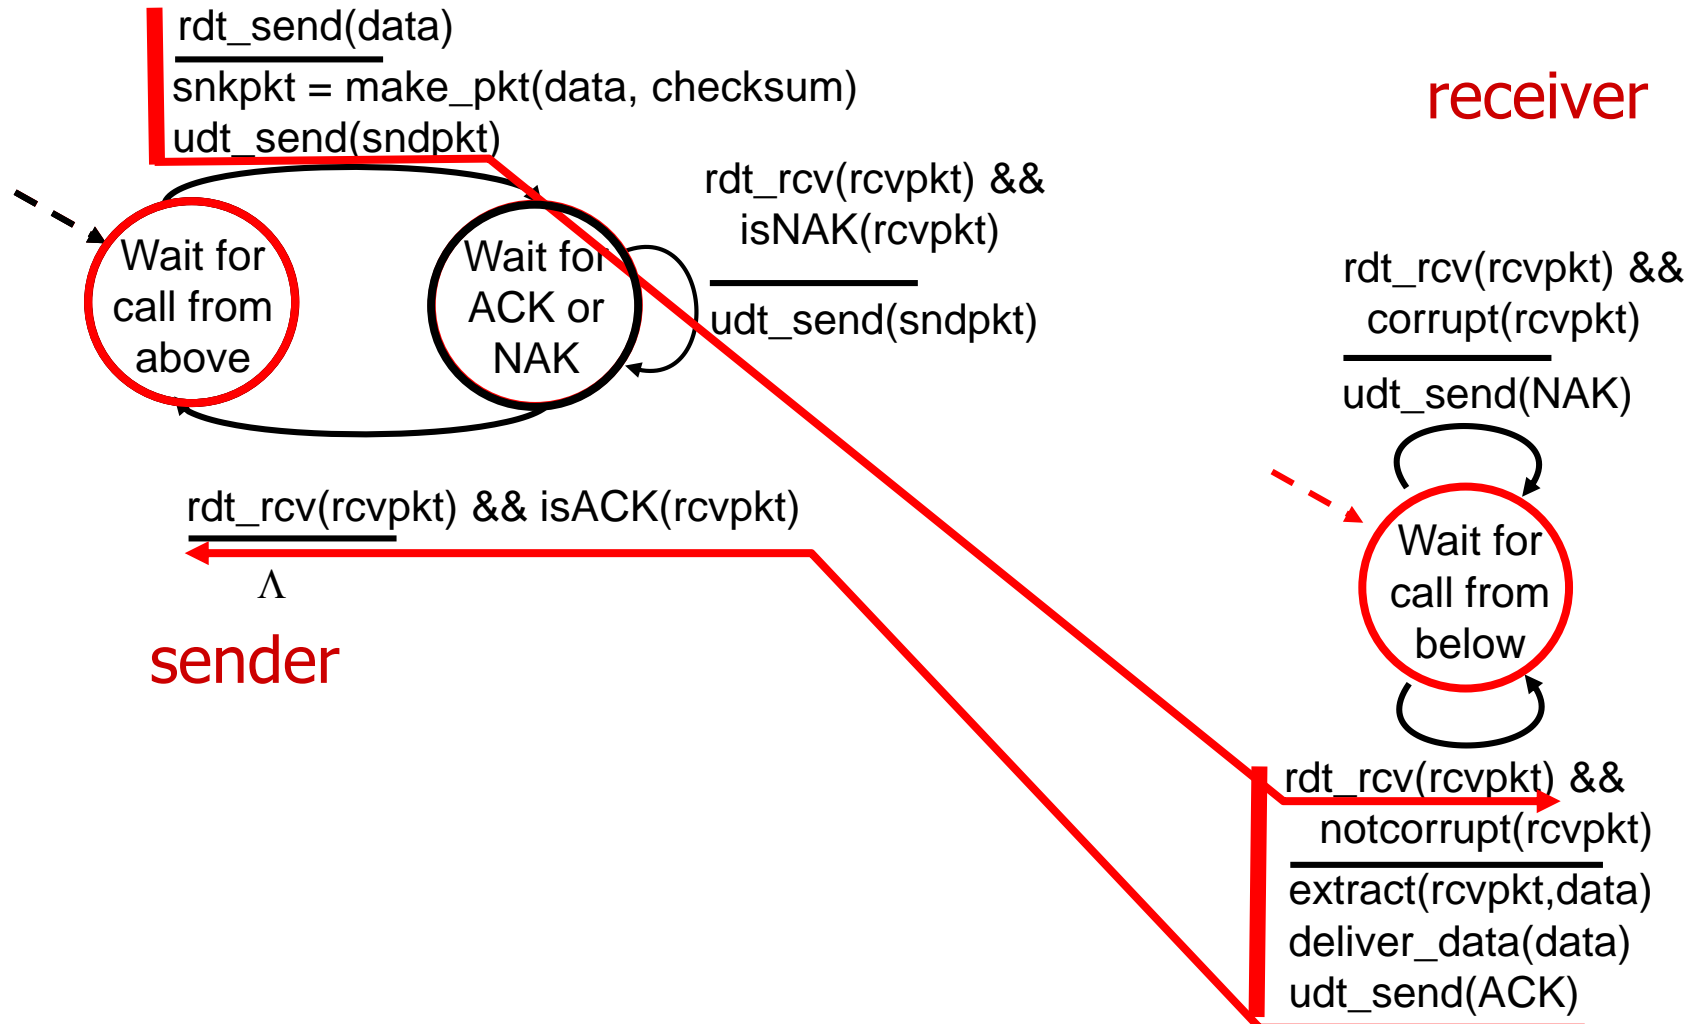 rdt_send(data)
snkpkt = make_pkt(data, checksum)
udt_send(sndpkt)
receiver
rdt_rcv(rcvpkt) &&
isNAK(rcvpkt)
udt_send(sndpkt)
Wait for
call from
above
Wait for
ACK or
NAK
rdt_rcv(rcvpkt) &&
corrupt(rcvpkt)
udt_send(NAK)
rdt_rcv(rcvpkt) && isACK(rcvpkt)
Λ
sender
Wait for
call from
below
rdt_rcv(rcvpkt) &&
notcorrupt(rcvpkt)
extract(rcvpkt,data)
deliver_data(data)
udt_send(ACK)